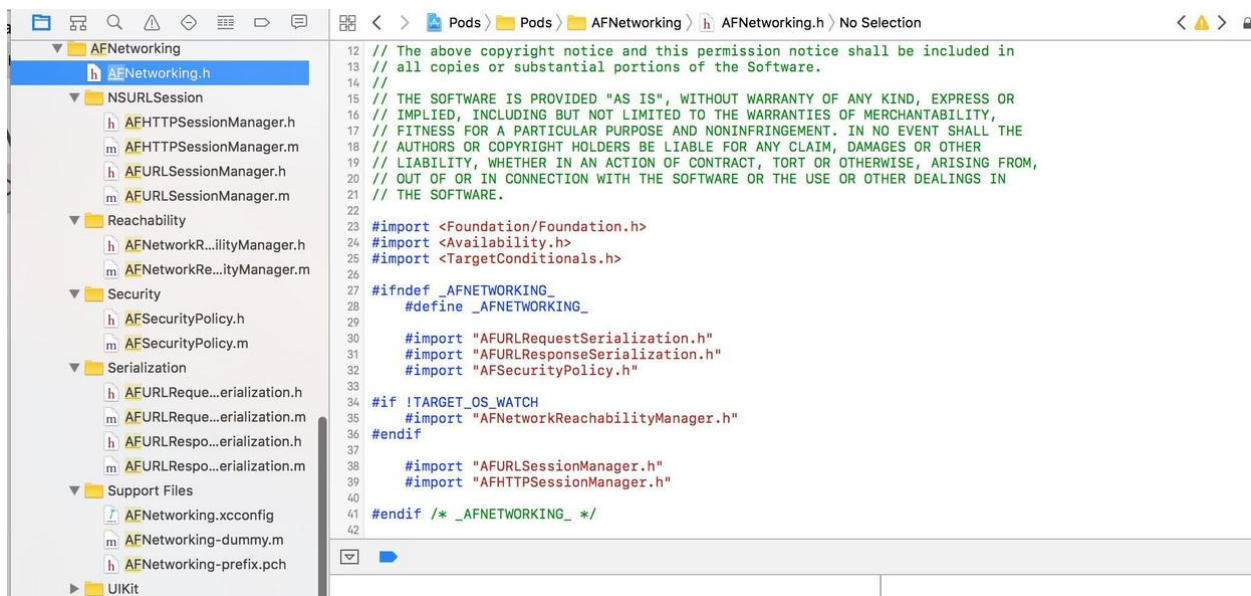 Pods
Pods
AFNetworking
h AFNetworking.h
No Selection
AFNetworking
h AFNetworking.h
NSURLSession
h AFHTTPSessionManager.h
m AFHTTPSessionManager.m
h AFURLSessionManager.h
m AFURLSessionManager.m
Reachability
h AFNetworkR...ilityManager.h
m AFNetworkRe...ityManager.m
Security
h AFSecurityPolicy.h
m AFSecurityPolicy.m
Serialization
h AFURLReque...erialization.h
m AFURLReque...erialization.m
h AFURLRespo...erialization.h
m AFURLRespo...erialization.m
Support Files
AFNetworking.xcconfig
m AFNetworking-dummy.m
h AFNetworking-prefix.pch
UIKit
12 // The above copyright notice and this permission notice shall be included in
13 // all copies or substantial portions of the Software.
14 //
15 // THE SOFTWARE IS PROVIDED "AS IS", WITHOUT WARRANTY OF ANY KIND, EXPRESS OR
16 // IMPLIED, INCLUDING BUT NOT LIMITED TO THE WARRANTIES OF MERCHANTABILITY,
17 // FITNESS FOR A PARTICULAR PURPOSE AND NONINFRINGEMENT. IN NO EVENT SHALL THE
18 // AUTHORS OR COPYRIGHT HOLDERS BE LIABLE FOR ANY CLAIM, DAMAGES OR OTHER
19 // LIABILITY, WHETHER IN AN ACTION OF CONTRACT, TORT OR OTHERWISE, ARISING FROM,
20 // OUT OF OR IN CONNECTION WITH THE SOFTWARE OR THE USE OR OTHER DEALINGS IN
21 // THE SOFTWARE.
22
23 #import <Foundation/Foundation.h>
24 #import <Availability.h>
25 #import <TargetConditionals.h>
26
27 #ifndef _AFNETWORKING_
28 #define _AFNETWORKING_
29
30 #import "AFURLRequestSerialization.h"
31 #import "AFURLResponseSerialization.h"
32 #import "AFSecurityPolicy.h"
33
34 #if !TARGET_OS_WATCH
35 #import "AFNetworkReachabilityManager.h"
36 #endif
37
38 #import "AFURLSessionManager.h"
39 #import "AFHTTPSessionManager.h"
40
41 #endif /* _AFNETWORKING_ */
42